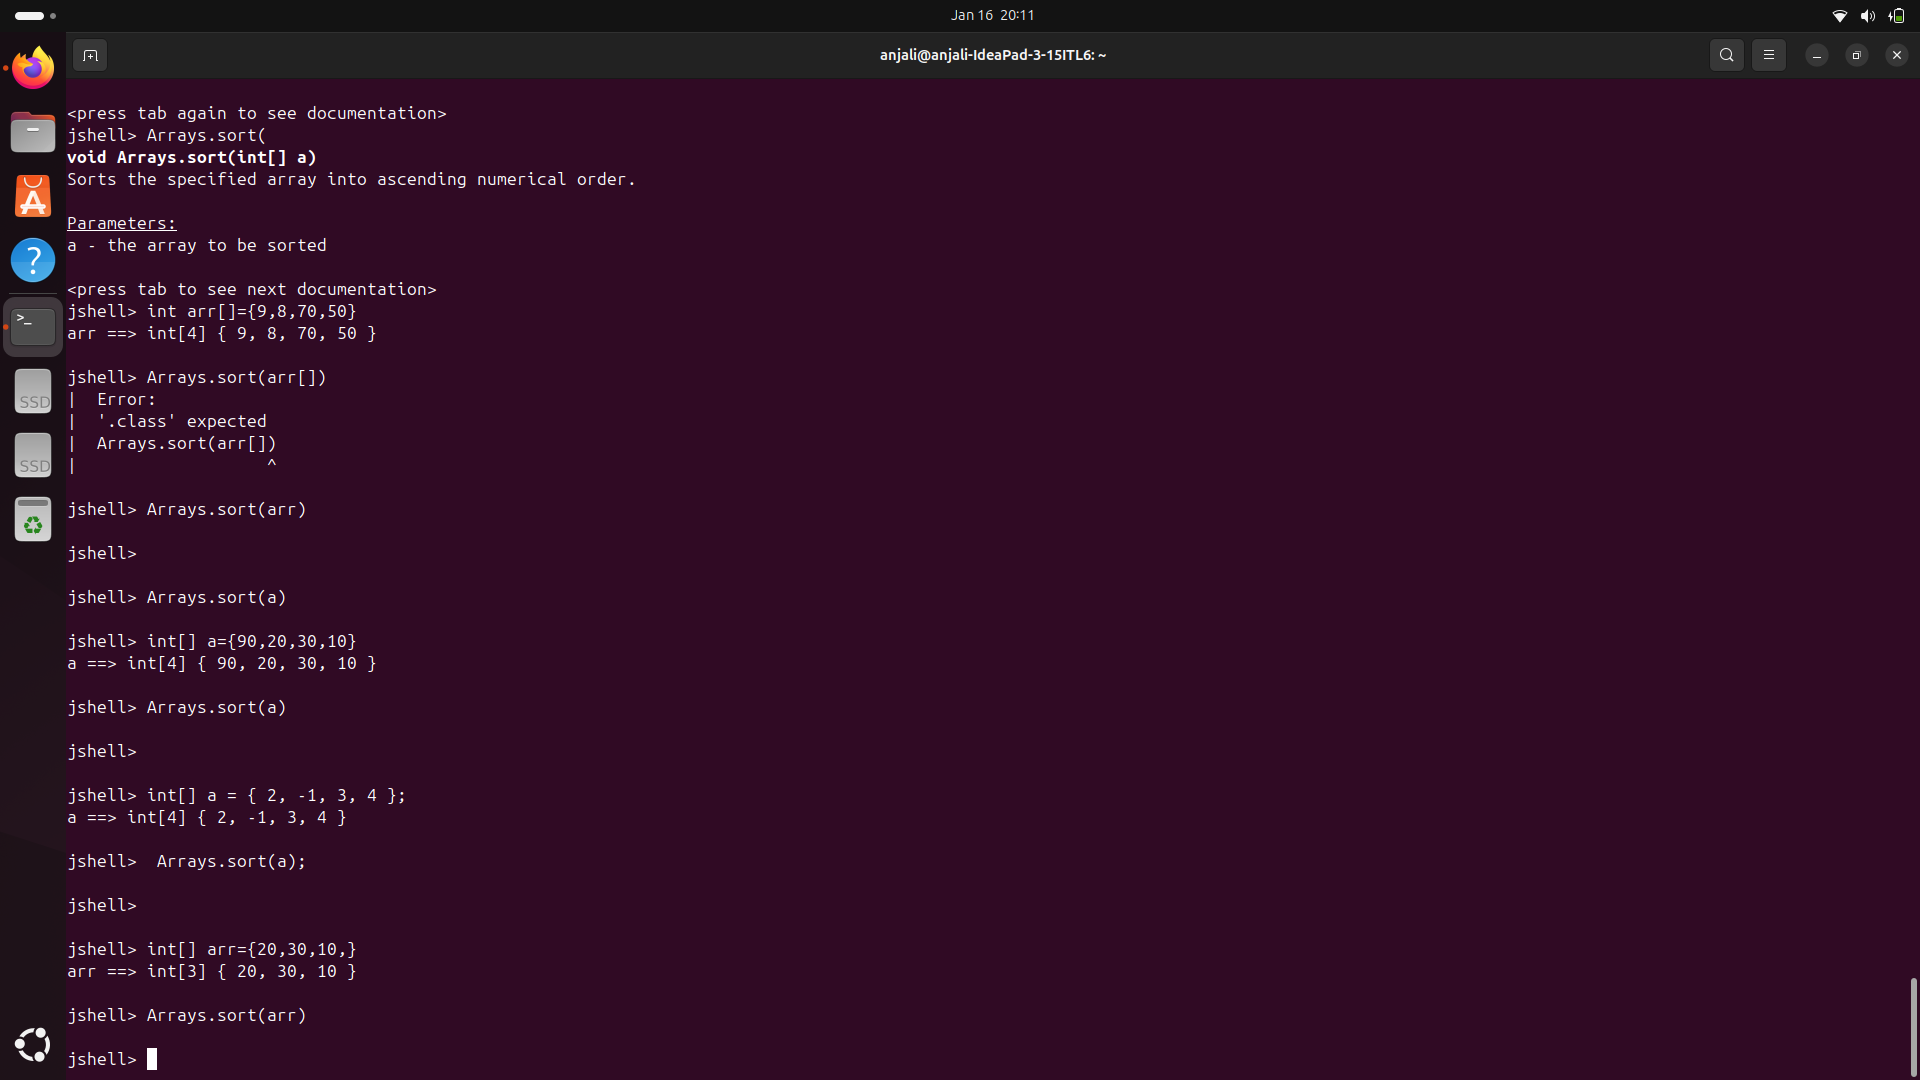 Jan 16 20:11
anjali@anjali-IdeaPad-3-15ITL6: ~
<press tab again to see documentation>
jshell> Arrays.sort(
void Arrays.sort(int[] a)
Sorts the specified array into ascending numerical order.
Parameters:
a - the array to be sorted
<press tab to see next documentation>
jshell> int arr[]={9,8,70,50}
arr ==> int[4] { 9, 8, 70, 50 }
jshell> Arrays.sort(arr[])
|  Error:
|  '.class' expected
|  Arrays.sort(arr[])
|                    ^
jshell> Arrays.sort(arr)
jshell>
jshell> Arrays.sort(a)
jshell> int[] a={90,20,30,10}
a ==> int[4] { 90, 20, 30, 10 }
jshell> Arrays.sort(a)
jshell>
jshell> int[] a = { 2, -1, 3, 4 };
a ==> int[4] { 2, -1, 3, 4 }
jshell>  Arrays.sort(a);
jshell>
jshell> int[] arr={20,30,10,}
arr ==> int[3] { 20, 30, 10 }
jshell> Arrays.sort(arr)
jshell>
A
?
>_
SSD
SSD